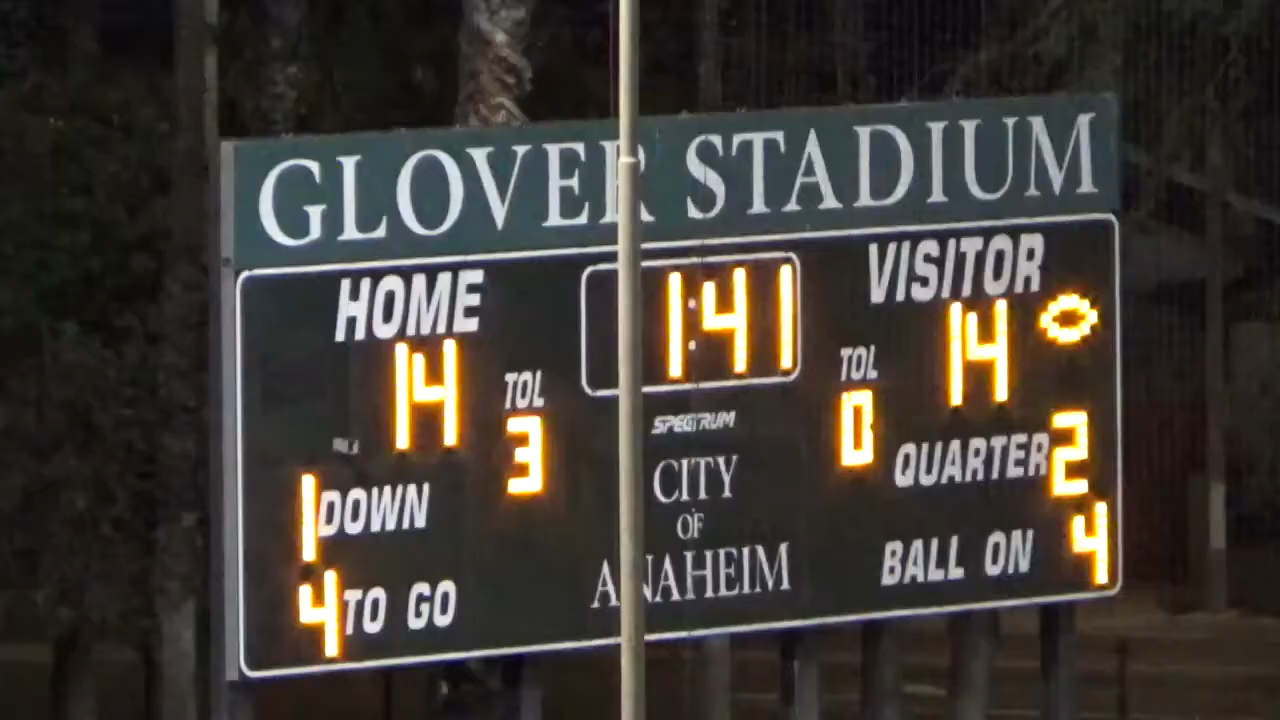 GLOVER STADIUM
HOME
1:41
VISITOR
14
TOL
3
TOL
0
14
SPECTRUM
1 DOWN
CITY
OF
ANAHEIM
QUARTER 2
4 TO GO
BALL ON 4